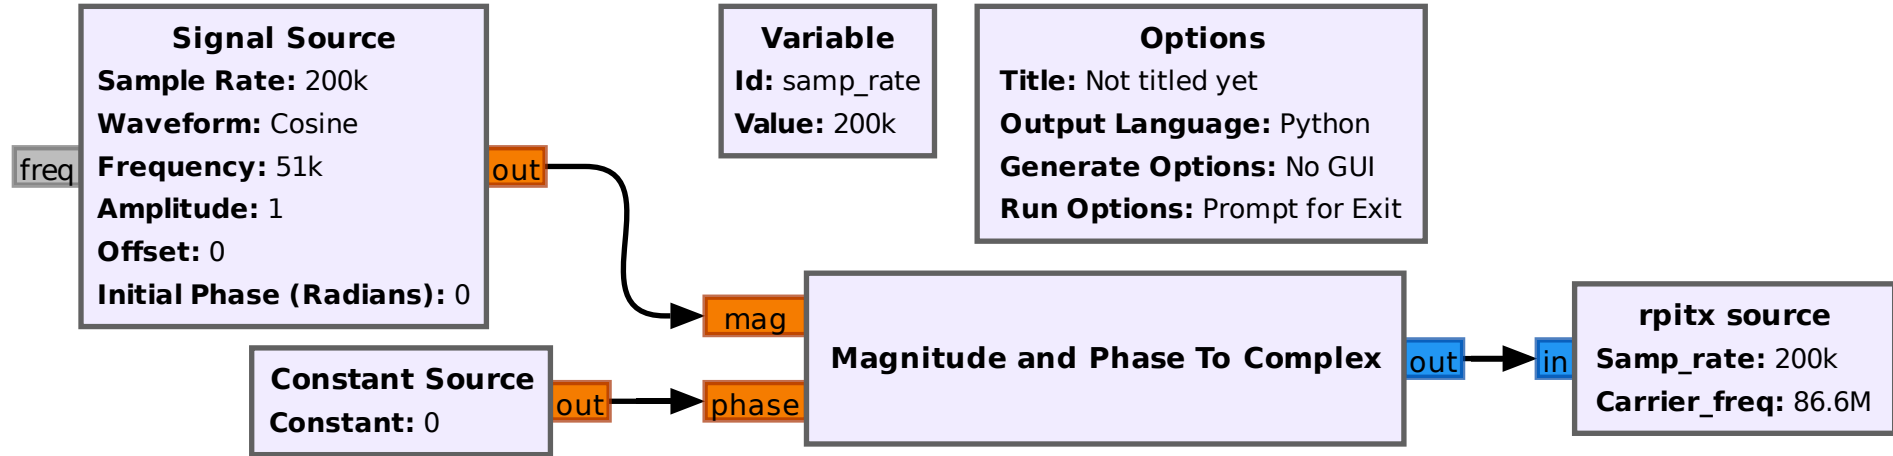 Signal Source
Sample Rate: 200k
Waveform: Cosine
Frequency: 51k
Amplitude: 1
Offset: 0
Initial Phase (Radians): 0
freq
out
Variable
Id: samp_rate
Value: 200k
Options
Title: Not titled yet
Output Language: Python
Generate Options: No GUI
Run Options: Prompt for Exit
Constant Source
Constant: 0
out
mag
phase
Magnitude and Phase To Complex
out
in
rpitx source
Samp_rate: 200k
Carrier_freq: 86.6M